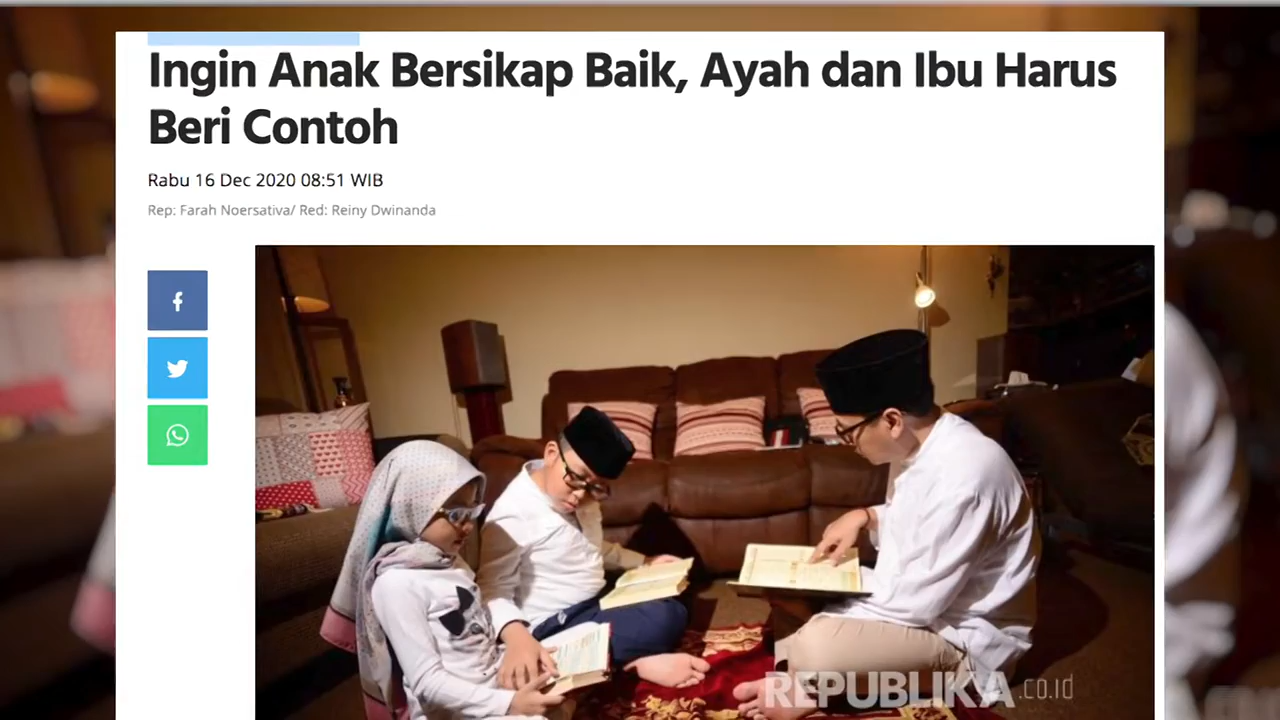 Ingin Anak Bersikap Baik, Ayah dan Ibu Harus
Beri Contoh
Rabu 16 Dec 2020 08:51 WIB
Rep: Farah Noersativa/ Red: Reiny Dwinanda
REPUBLIKA.co.id